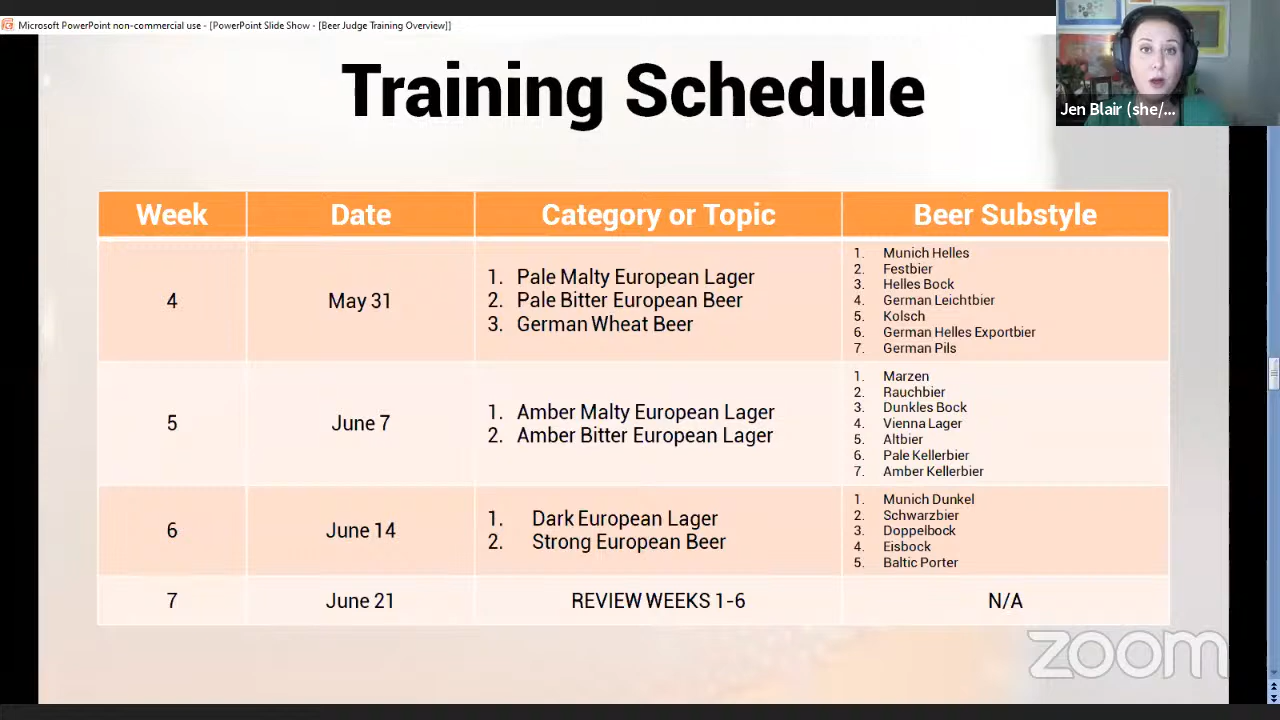 Microsoft PowerPoint non-commercial use - [PowerPoint Slide Show - [Beer Judge Training Overview]]
Jen Blair (she/...
Training Schedule
Week Date Category or Topic Beer Substyle
4 May 31
1. Pale Malty European Lager
2. Pale Bitter European Beer
3. German Wheat Beer
1. Munich Helles
2. Festbier
3. Helles Bock
4. German Leichtbier
5. Kolsch
6. German Helles Exportbier
7. German Pils
5 June 7
1. Amber Malty European Lager
2. Amber Bitter European Lager
1. Marzen
2. Rauchbier
3. Dunkles Bock
4. Vienna Lager
5. Altbier
6. Pale Kellerbier
7. Amber Kellerbier
6 June 14
1. Dark European Lager
2. Strong European Beer
1. Munich Dunkel
2. Schwarzbier
3. Doppelbock
4. Eisbock
5. Baltic Porter
7 June 21 REVIEW WEEKS 1-6 N/A
zoom